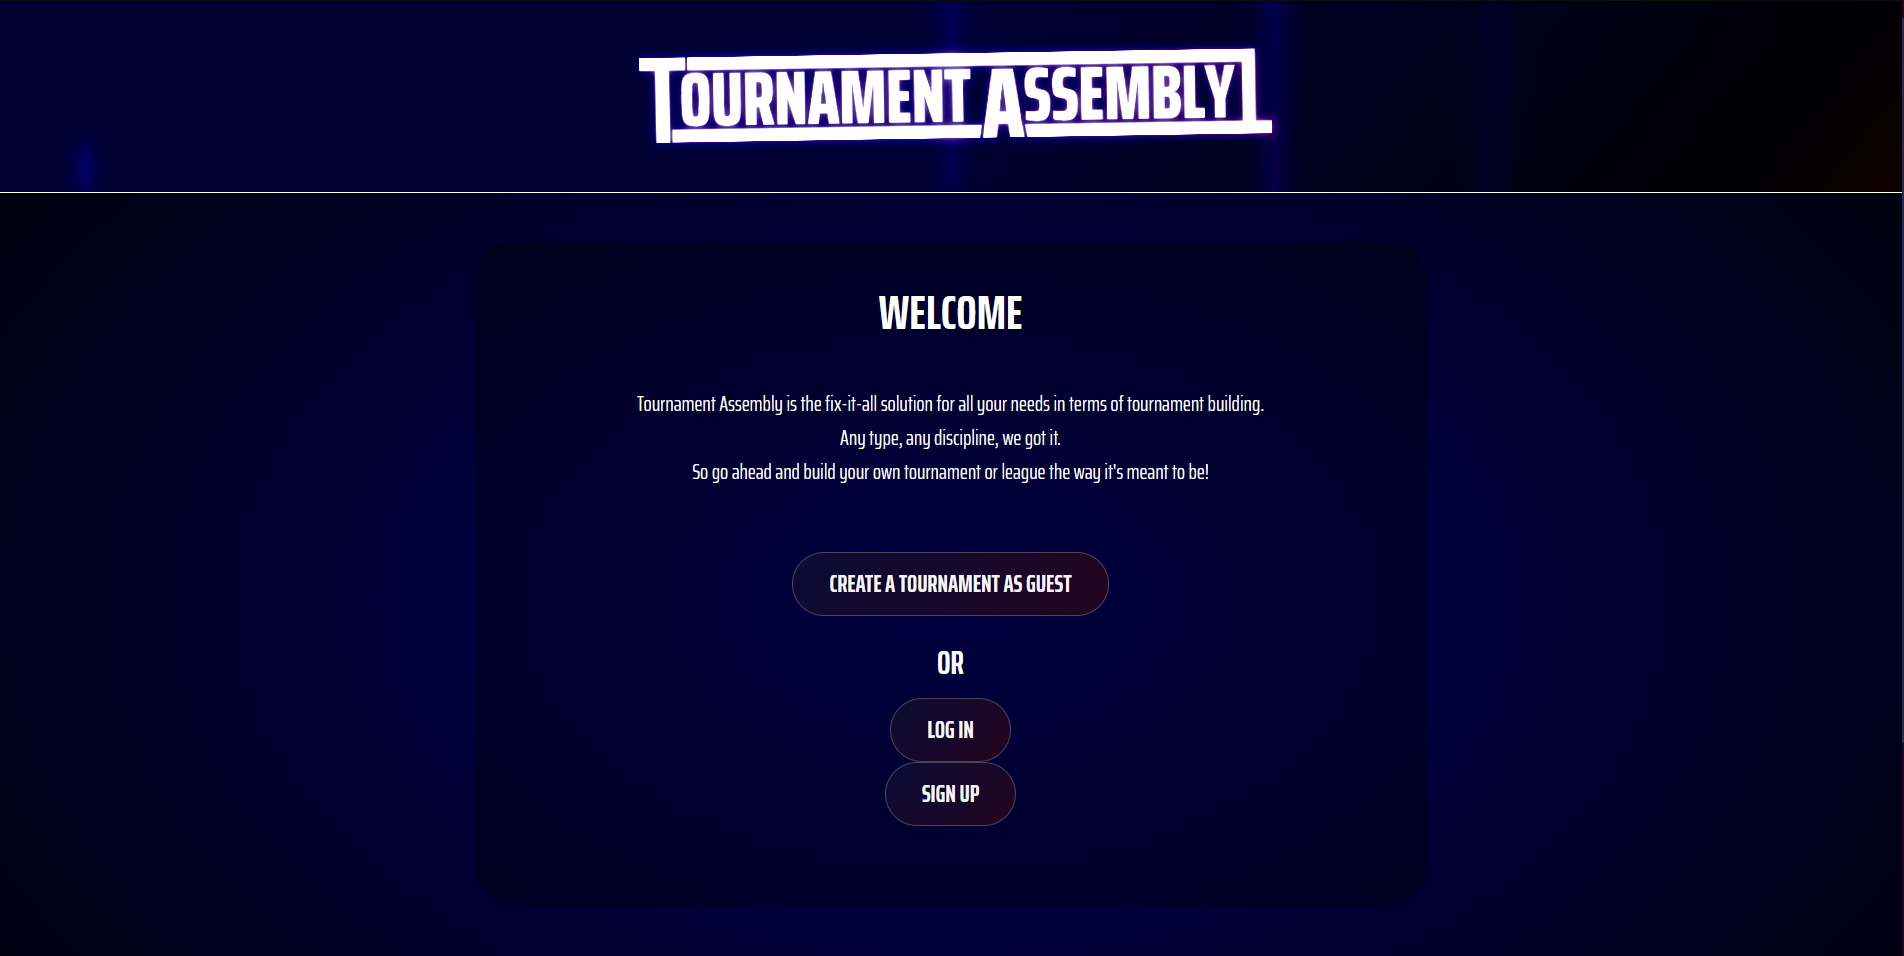 TOURNAMENT ASSEMBLY
WELCOME
Tournament Assembly is the fix-it-all solution for all your needs in terms of tournament building.
Any type, any discipline, we got it.
So go ahead and build your own tournament or league the way it's meant to be!
CREATE A TOURNAMENT AS GUEST
OR
LOG IN
SIGN UP